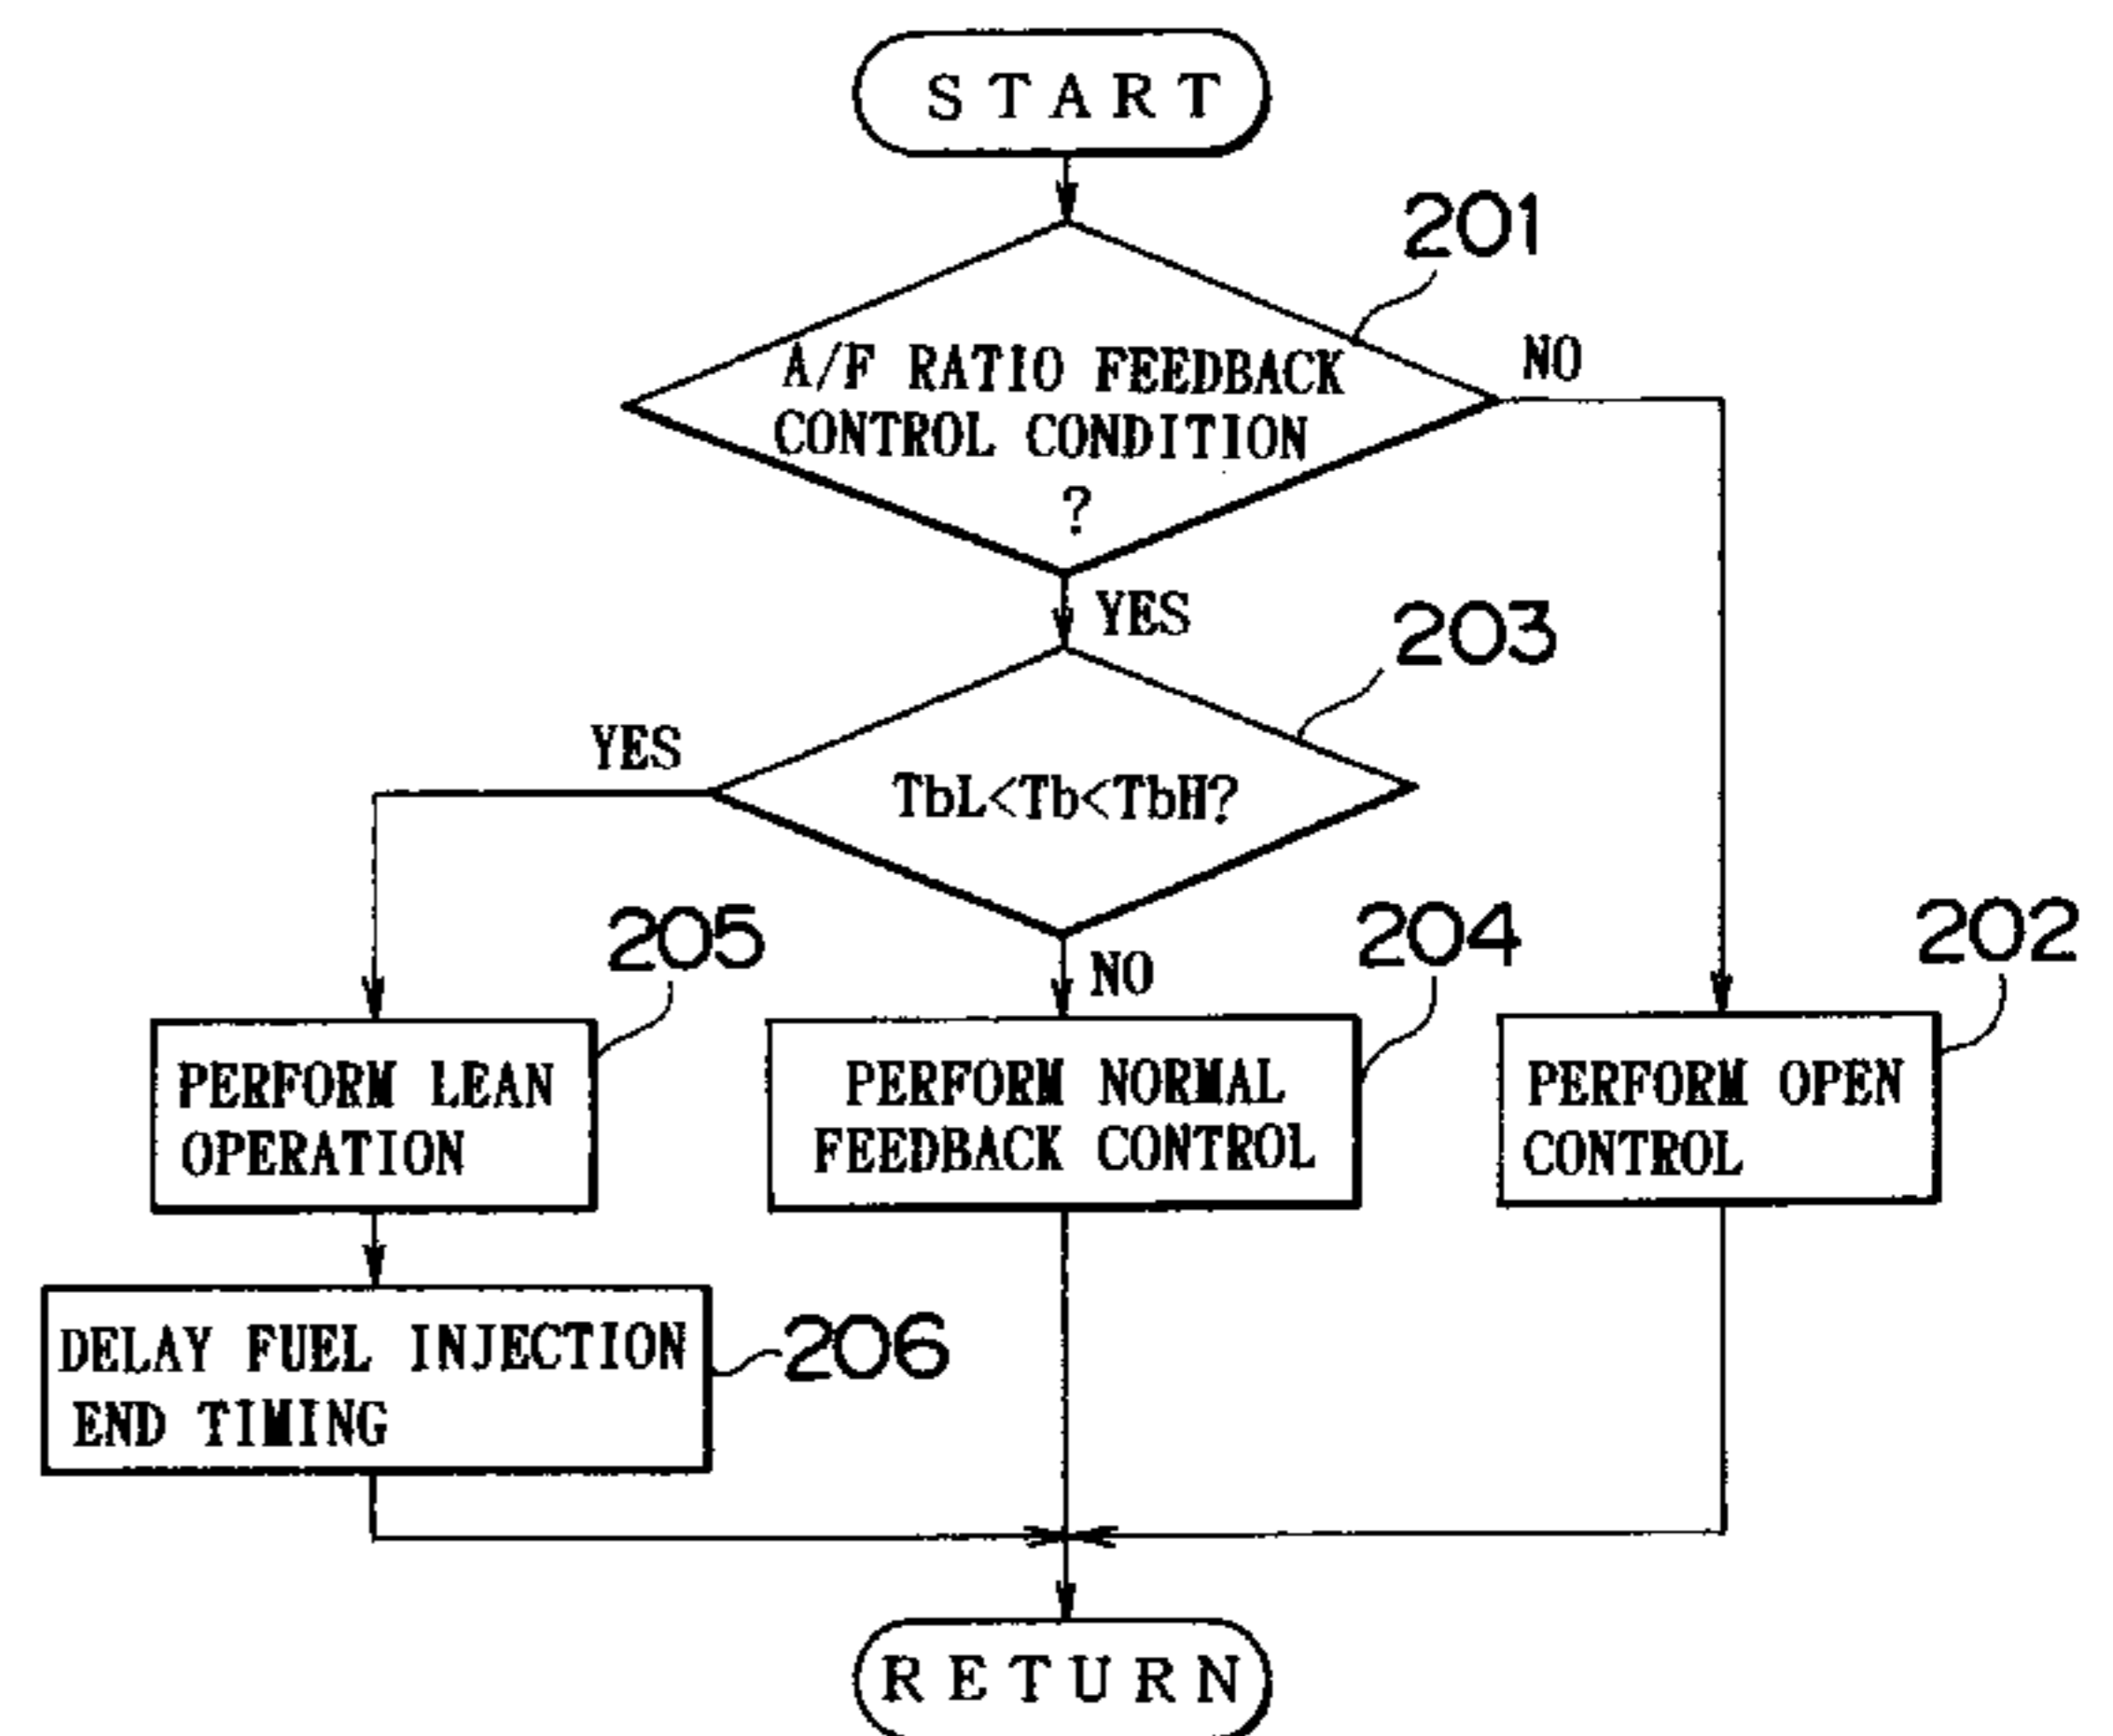 START
201
A/F RATIO FEEDBACK
CONTROL CONDITION
?
NO
YES
203
YES
TbL<Tb<TbH?
205
NO
204
202
PERFORM LEAN
OPERATION
PERFORM NORMAL
FEEDBACK CONTROL
PERFORM OPEN
CONTROL
DELAY FUEL INJECTION
END TIMING
206
RETURN